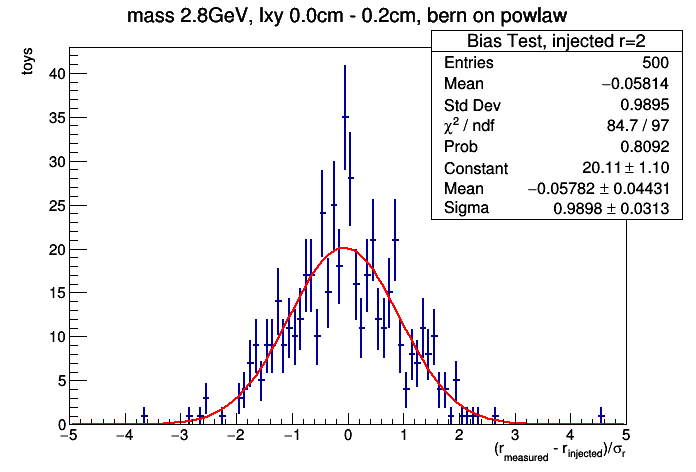 mass 2.8GeV, lxy 0.0cm - 0.2cm, bern on powlaw
Bias Test, injected r=2
Entries 500
Mean −0.05814
Std Dev 0.9895
χ² / ndf 84.7 / 97
Prob 0.8092
Constant 20.11 ± 1.10
Mean −0.05782 ± 0.04431
Sigma 0.9898 ± 0.0313
toys
40
35
30
25
20
15
10
5
0
−5 −4 −3 −2 −1 0 1 2 3 4 5
(r_measured - r_injected)/σ_r